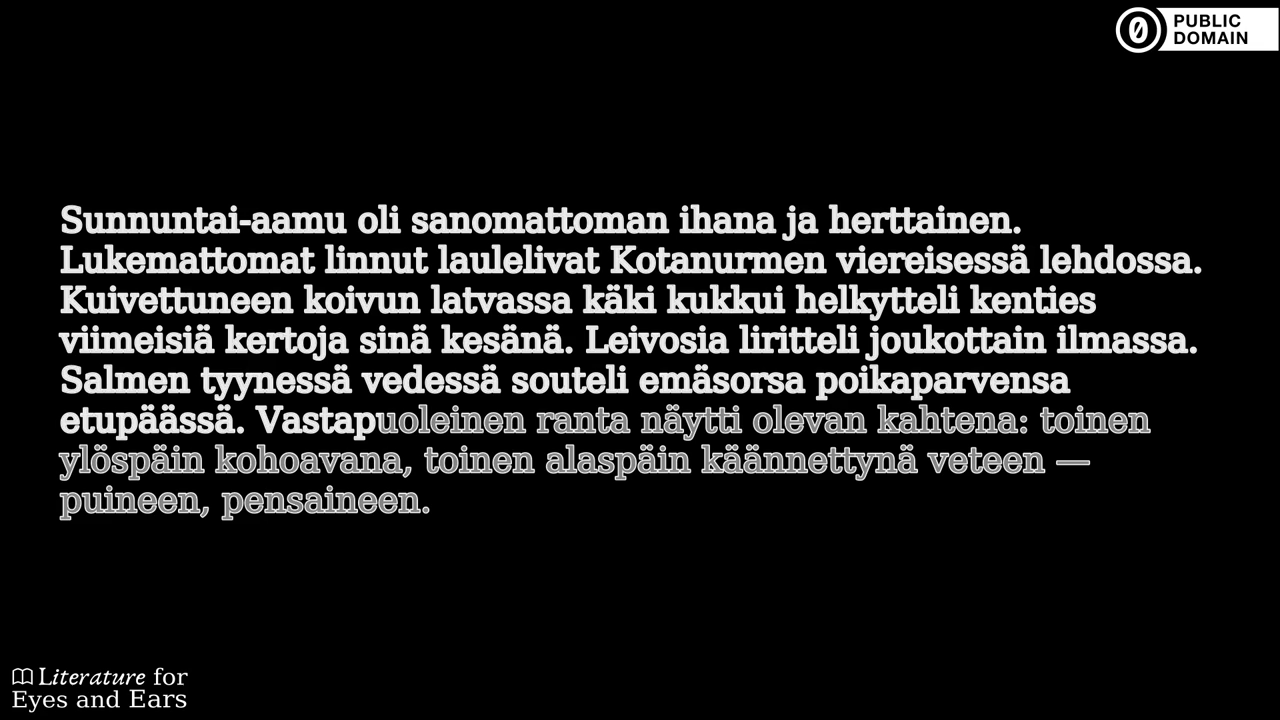 PUBLIC
DOMAIN
Sunnuntai-aamu oli sanomattoman ihana ja herttainen.
Lukemattomat linnut laulelivat Kotanurmen viereisessä lehdossa.
Kuivettuneen koivun latvassa käki kukkui helkytteli kenties
viimeisiä kertoja sinä kesänä. Leivosia liritteli joukottain ilmassa.
Salmen tyynessä vedessä souteli emäsorsa poikaparvensa
etupäässä. Vastapuoleinen ranta näytti olevan kahtena: toinen
ylöspäin kohoavana, toinen alaspäin käännettynä veteen —
puineen, pensaineen.
Literature for
Eyes and Ears